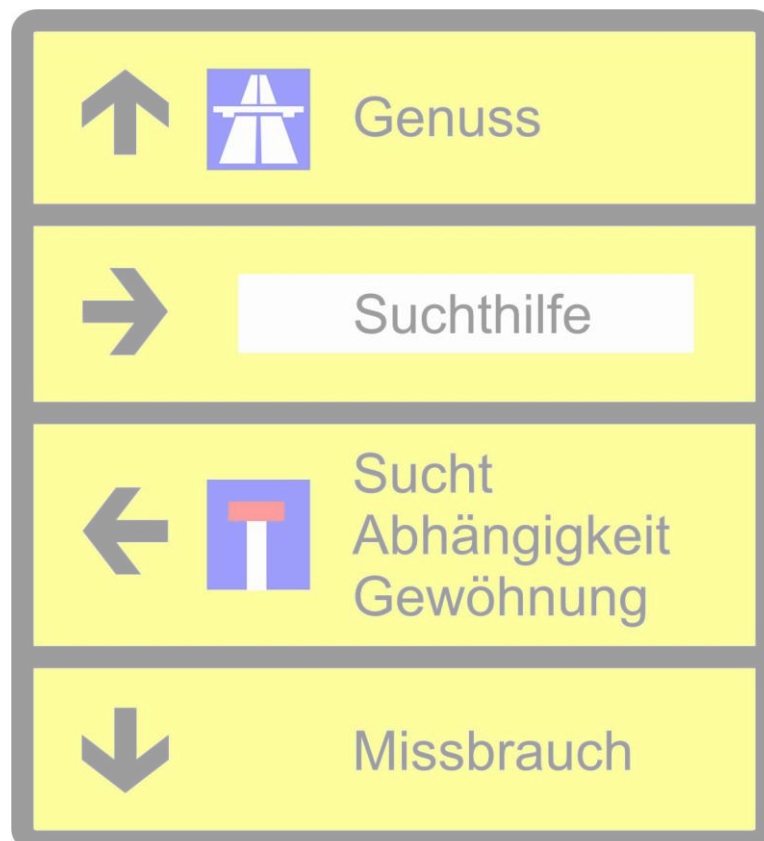 Genuss
Suchthilfe
Sucht
Abhängigkeit
Gewöhnung
Missbrauch